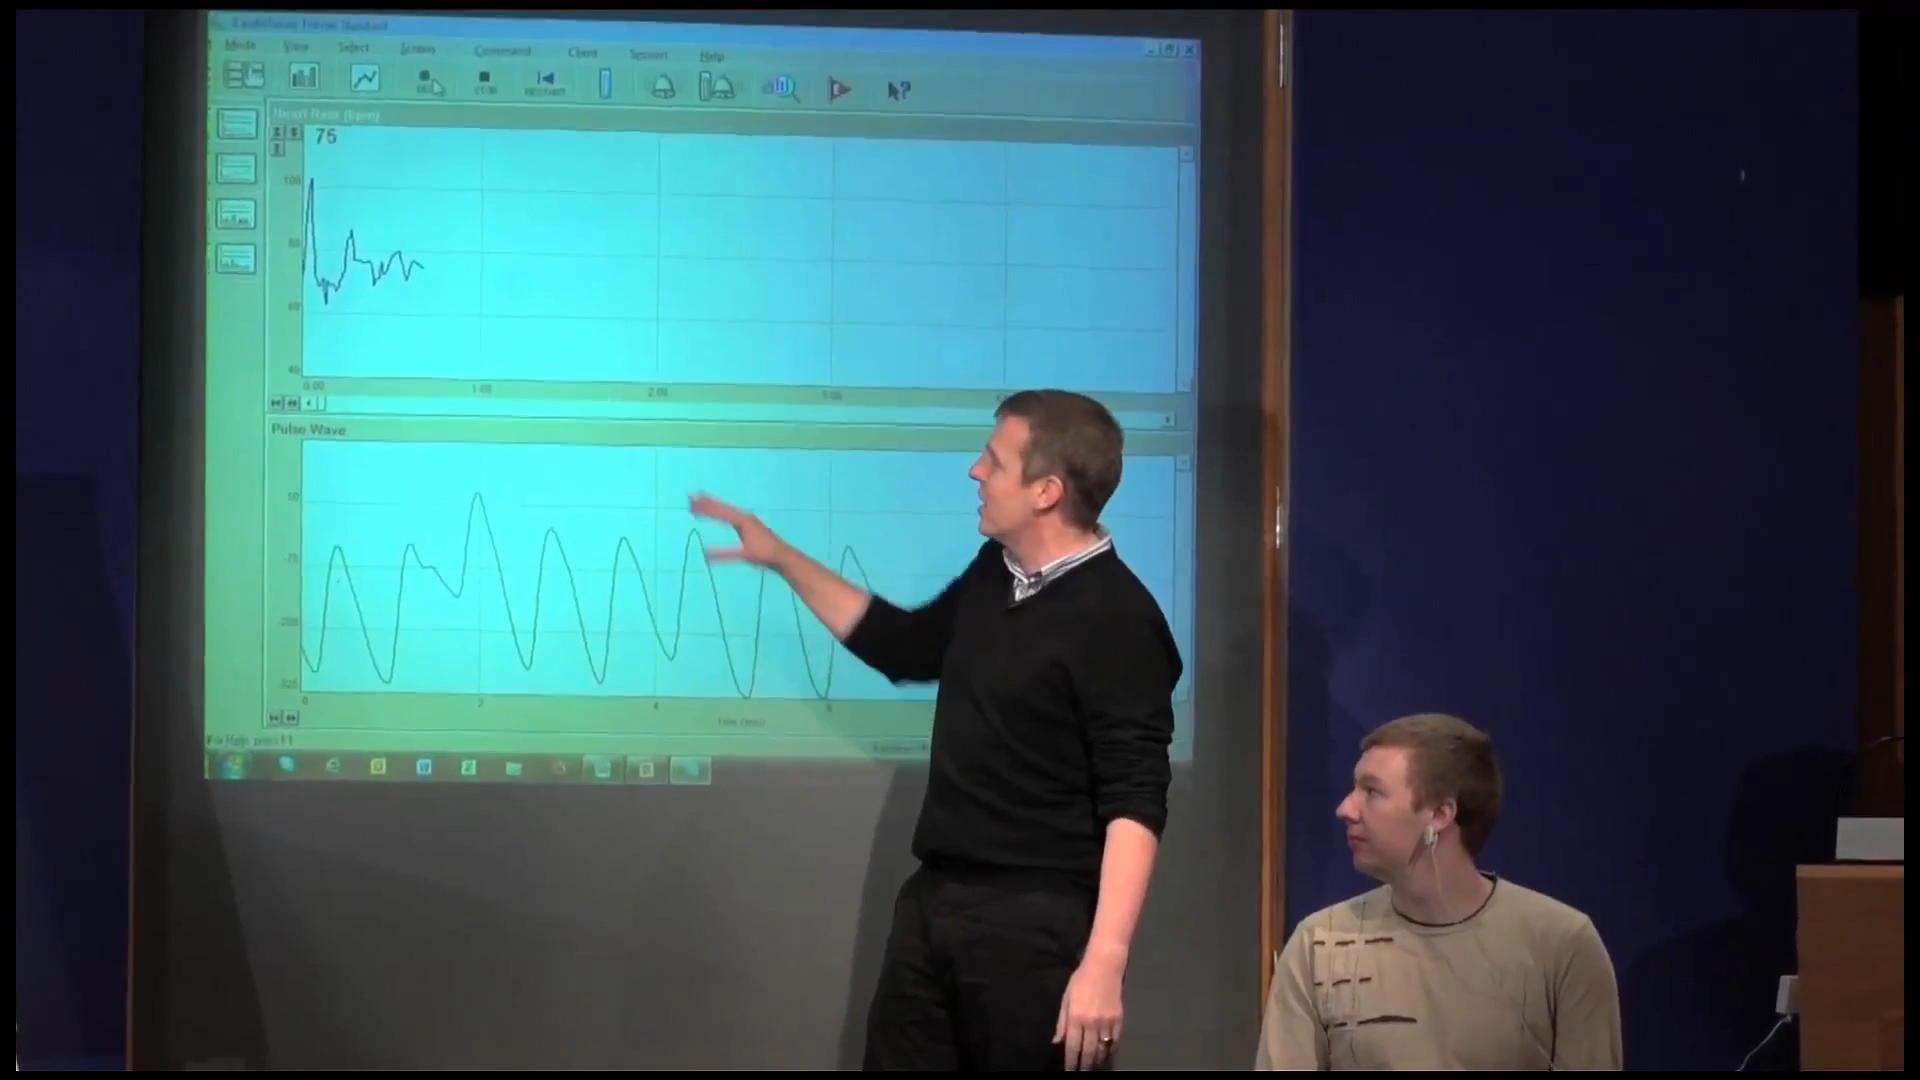 Mode View Select Screen Command Client Session Help
STOP RESTART
Heart Rate (bpm)
75
100
80
60
40
0:00 1:00 2:00 3:00
Pulse Wave
50
-75
-200
-325
0 2 4 6
Time (secs)
For Help, press F1